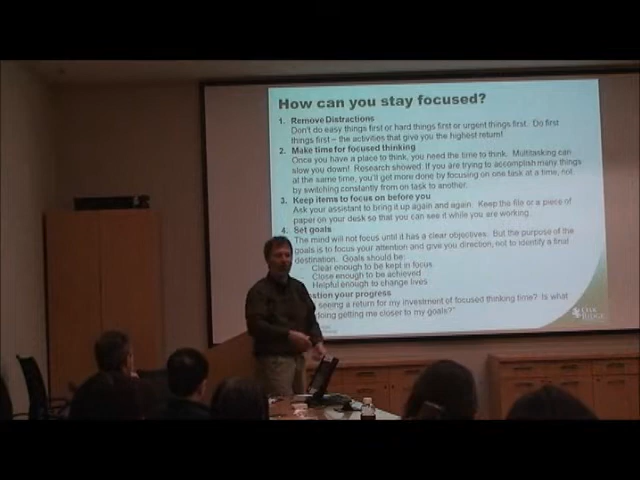 How can you stay focused?
1. Remove Distractions
Don't do easy things first or hard things first or urgent things first. Do first
things first – the activities that give you the highest return!
2. Make time for focused thinking
Once you have a place to think, you need the time to think. Multitasking can
slow you down! Research showed: If you are trying to accomplish many things
at the same time, you'll get more done by focusing on one task at a time, not
by switching constantly from on task to another.
3. Keep items to focus on before you
Ask your assistant to bring it up again and again. Keep the file or a piece of
paper on your desk so that you can see it while you are working.
4. Set goals
The mind will not focus until it has a clear objectives. But the purpose of the
goals is to focus your attention and give you direction, not to identify a final
destination. Goals should be:
Clear enough to be kept in focus
Close enough to be achieved
Helpful enough to change lives
stion your progress
seeing a return for my investment of focused thinking time? Is what
doing getting me closer to my goals?"
OAK
RIDGE